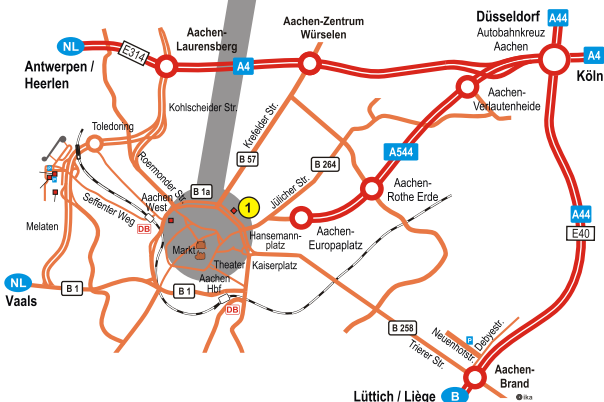 Düsseldorf
A44
Autobahnkreuz
Aachen
A4
Köln
Aachen-Zentrum
Würselen
Aachen-
Laurensberg
E314
NL
Antwerpen /
Heerlen
A4
Aachen-
Verlautenheide
Kohlscheider Str.
Krefelder Str.
Toledoring
A544
B 57
B 264
Roermonder Str.
Jülicher Str.
B 1a
Aachen-
Rothe Erde
Aachen
West
Seffenter Weg
1
A44
E40
DB
Melaten
Hansemann-
platz
Aachen-
Europaplatz
Markt
Theater
Kaiserplatz
Aachen
Hbf
NL
Vaals
B 1
B 1
DB
B 258
Trierer Str.
P
Neuenhofstr.
Debyestr.
Aachen-
Brand
Lüttich / Liège
B
ika